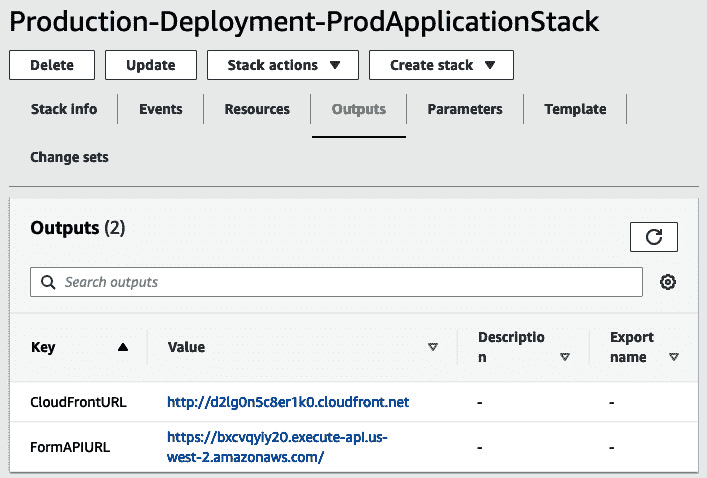 Production-Deployment-ProdApplicationStack
Delete Update Stack actions Create stack
Stack info Events Resources Outputs Parameters Template
Change sets
Outputs (2)
Search outputs
Key Value Descriptio
n Export
name
CloudFrontURL http://d2lg0n5c8er1k0.cloudfront.net - -
FormAPIURL https://bxcvqyiy20.execute-api.us-
west-2.amazonaws.com/ - -